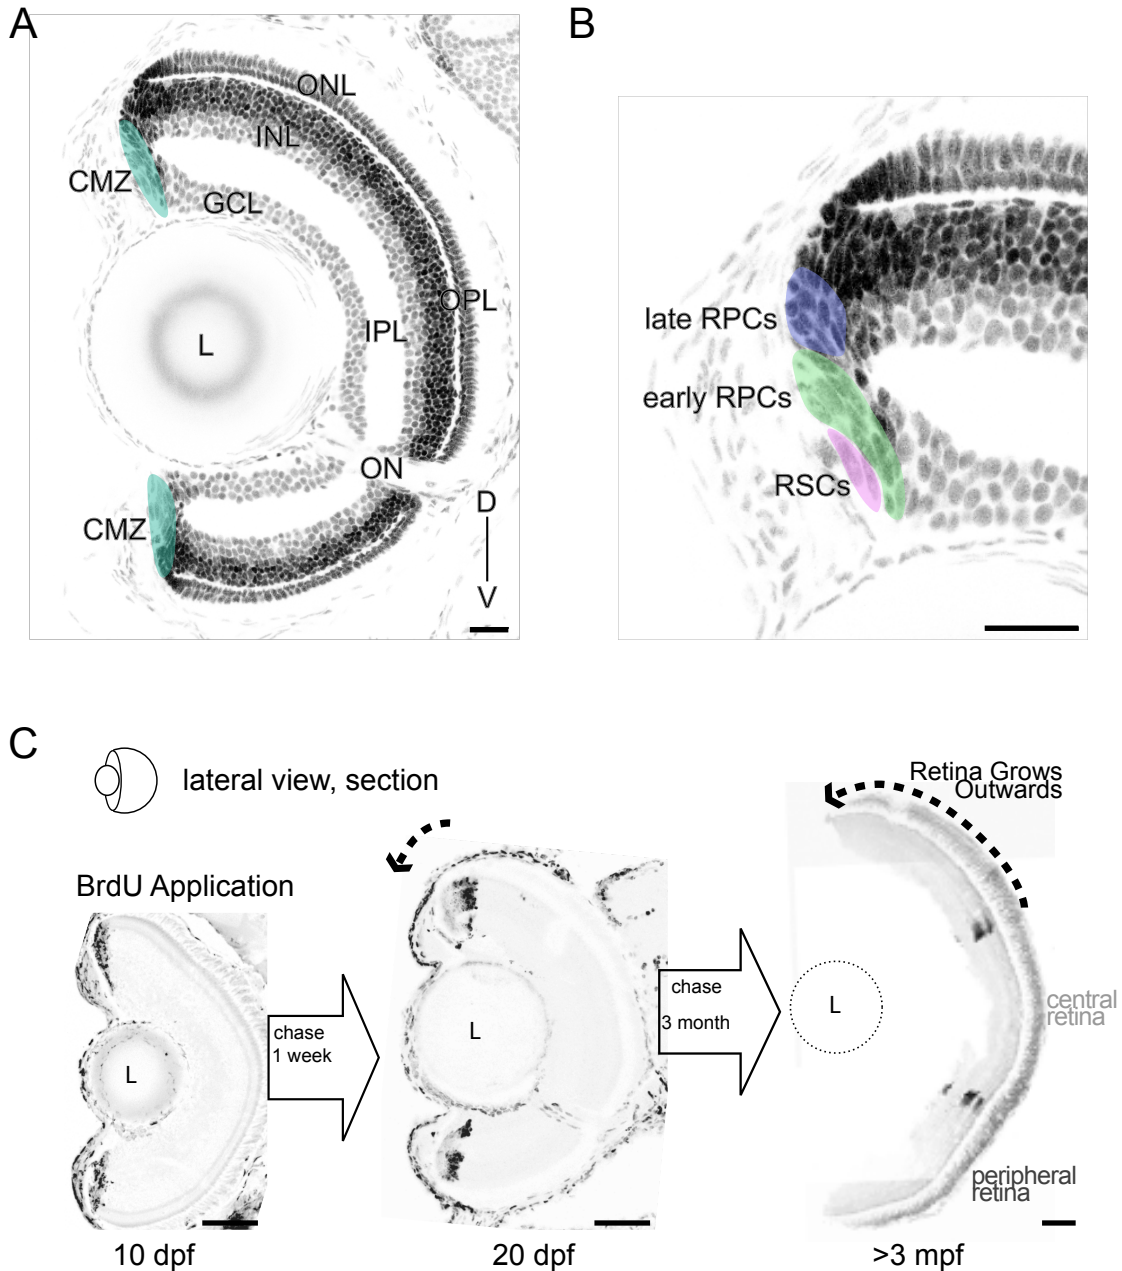 A
B
ONL
INL
CMZ
GCL
OPL
IPL
L
ON
CMZ
D
V
late RPCs
early RPCs
RSCs
C
lateral view, section
Retina Grows
Outwards
BrdU Application
chase
1 week
chase
3 month
L
L
L
central
retina
peripheral
retina
10 dpf
20 dpf
>3 mpf